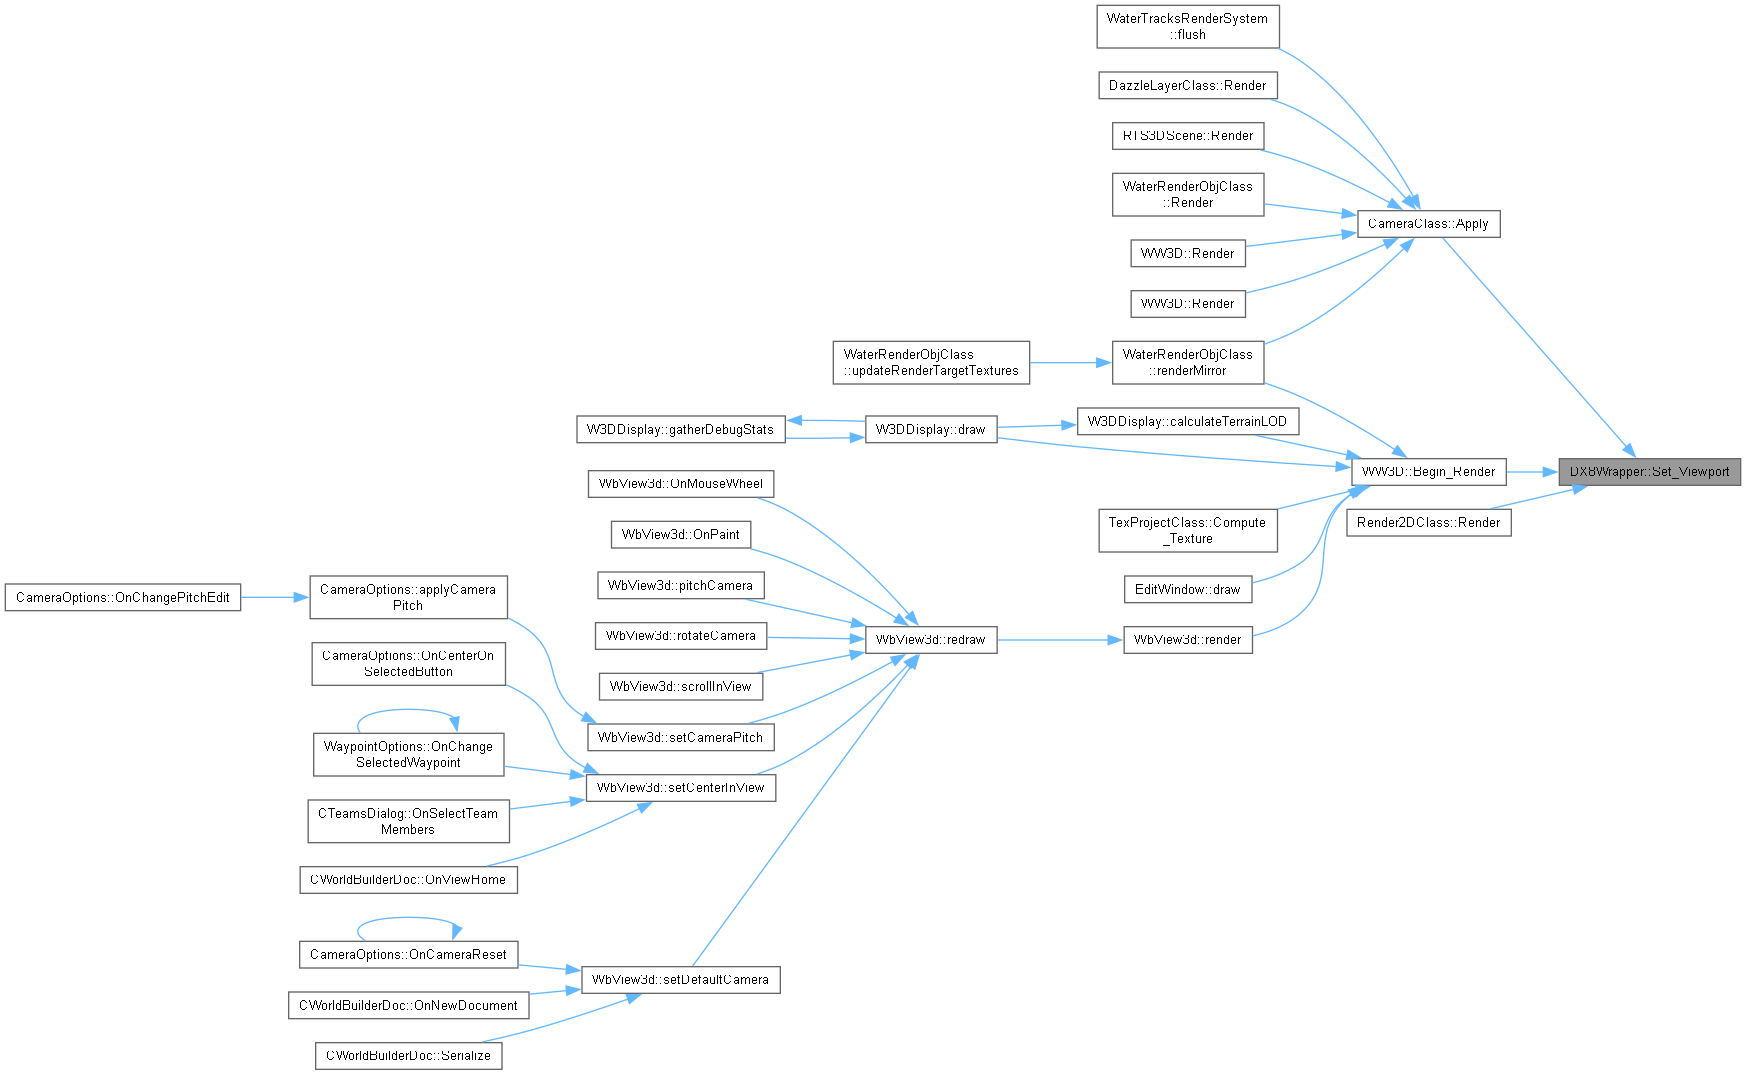 WaterTracksRenderSystem
::flush
DazzleLayerClass::Render
RTS3DScene::Render
WaterRenderObjClass
::Render
CameraClass::Apply
WW3D::Render
WW3D::Render
WaterRenderObjClass
::updateRenderTargetTextures
WaterRenderObjClass
::renderMirror
W3DDisplay::gatherDebugStats
W3DDisplay::draw
W3DDisplay::calculateTerrainLOD
WW3D::Begin_Render
DX8Wrapper::Set_Viewport
WbView3d::OnMouseWheel
TexProjectClass::Compute
_Texture
Render2DClass::Render
WbView3d::OnPaint
CameraOptions::OnChangePitchEdit
CameraOptions::applyCamera
Pitch
WbView3d::pitchCamera
EditWindow::draw
WbView3d::rotateCamera
WbView3d::redraw
WbView3d::render
CameraOptions::OnCenterOn
SelectedButton
WbView3d::scrollInView
WaypointOptions::OnChange
SelectedWaypoint
WbView3d::setCameraPitch
WbView3d::setCenterInView
CTeamsDialog::OnSelectTeam
Members
CWorldBuilderDoc::OnViewHome
CameraOptions::OnCameraReset
WbView3d::setDefaultCamera
CWorldBuilderDoc::OnNewDocument
CWorldBuilderDoc::Serialize